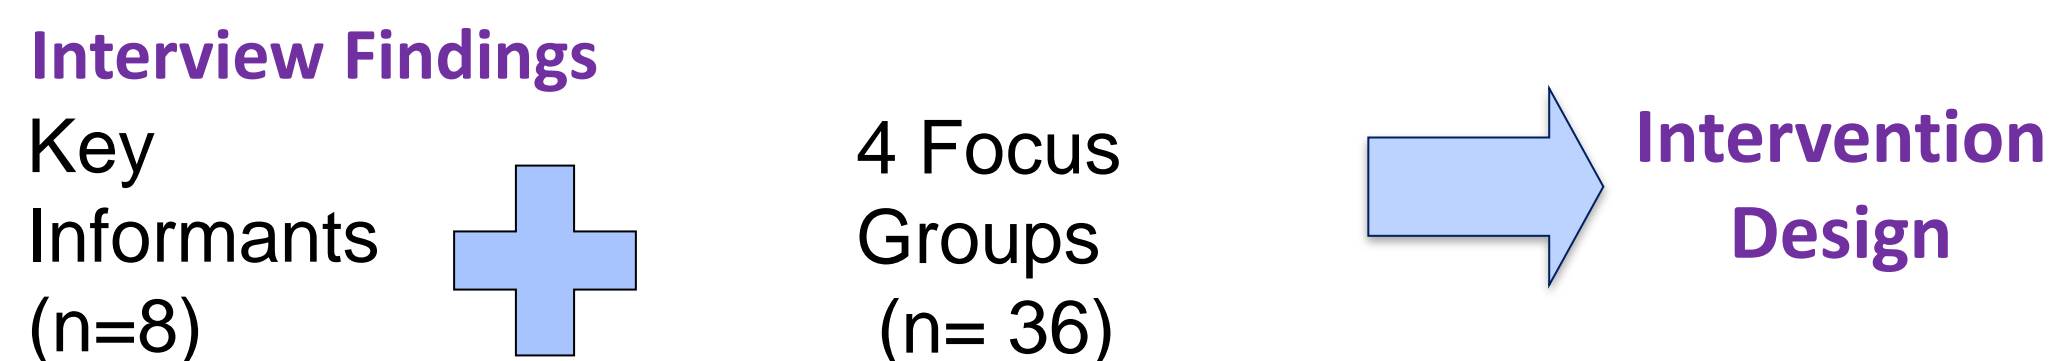 Interview Findings
Key
Informants
(n=8)
4 Focus
Groups
(n= 36)
Intervention
Design